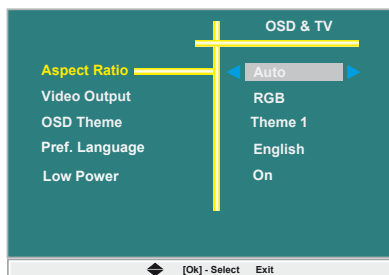 OSD & TV
Aspect Ratio Auto
Video Output RGB
OSD Theme Theme 1
Pref. Language English
Low Power On
[Ok] - Select Exit